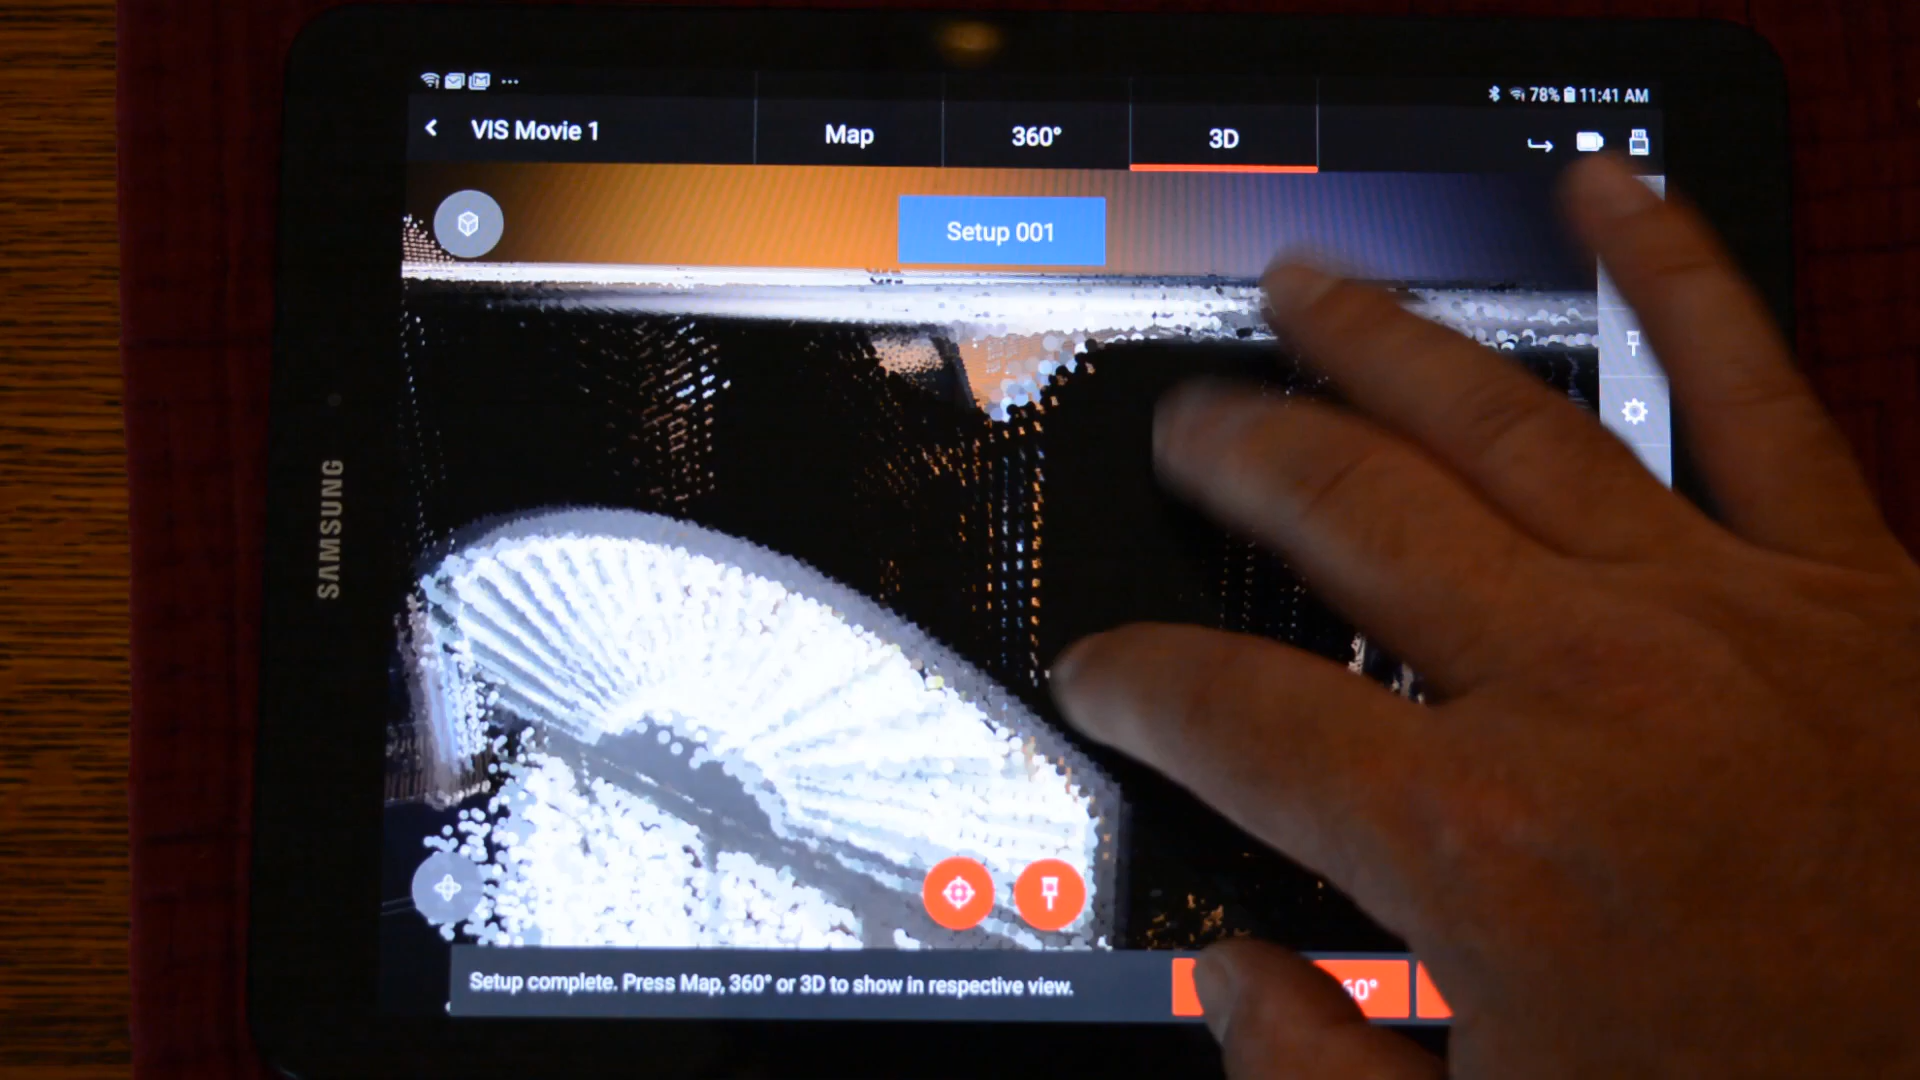 78% 11:41 AM
VIS Movie 1
Map
360°
3D
Setup 001
SAMSUNG
Setup complete. Press Map, 360° or 3D to show in respective view.
60°